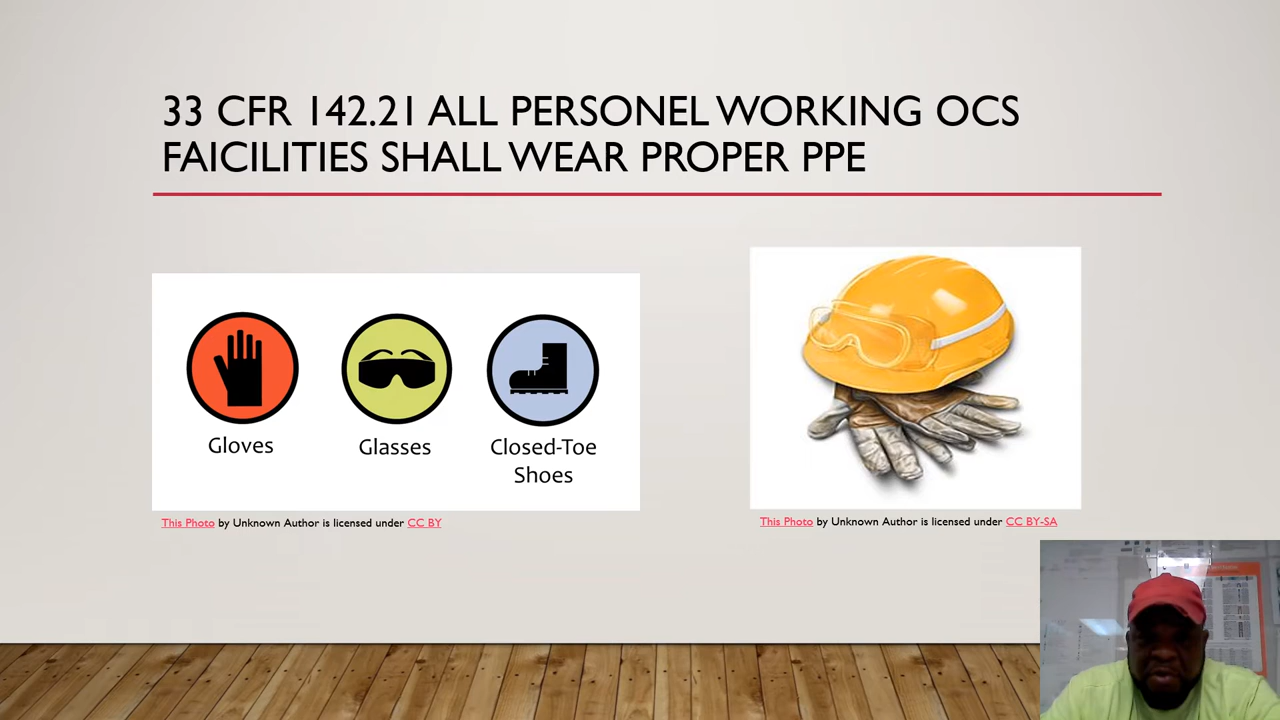 33 CFR 142.21 ALL PERSONEL WORKING OCS
FAICILITIES SHALL WEAR PROPER PPE
Gloves
Glasses
Closed-Toe
Shoes
This Photo by Unknown Author is licensed under CC BY
This Photo by Unknown Author is licensed under CC BY-SA